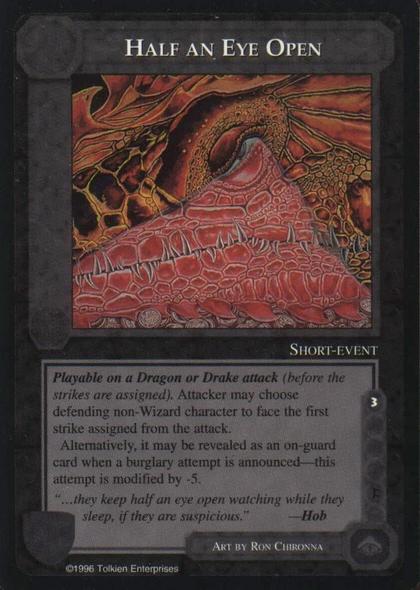 HALF AN EYE OPEN
SHORT-EVENT
Playable on a Dragon or Drake attack (before the
strikes are assigned). Attacker may choose
defending non-Wizard character to face the first
strike assigned from the attack.
Alternatively, it may be revealed as an on-guard
card when a burglary attempt is announced—this
attempt is modified by -5.
3
"...they keep half an eye open watching while they
sleep, if they are suspicious." —Hob
ART BY RON CHIRONNA
©1996 Tolkien Enterprises